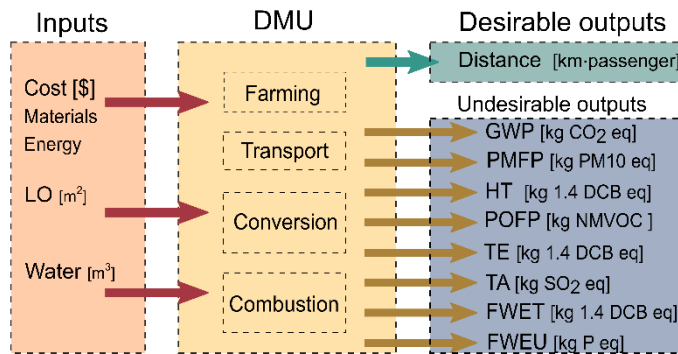 Inputs
DMU
Desirable outputs
Cost [$]
Materials
Energy
LO [m²]
Water [m³]
Farming
Transport
Conversion
Combustion
Distance [km·passenger]
Undesirable outputs
GWP [kg CO₂ eq]
PMFP [kg PM10 eq]
HT [kg 1.4 DCB eq]
POFP [kg NMVOC ]
TE [kg 1.4 DCB eq]
TA [kg SO₂ eq]
FWET [kg 1.4 DCB eq]
FWEU [kg P eq]